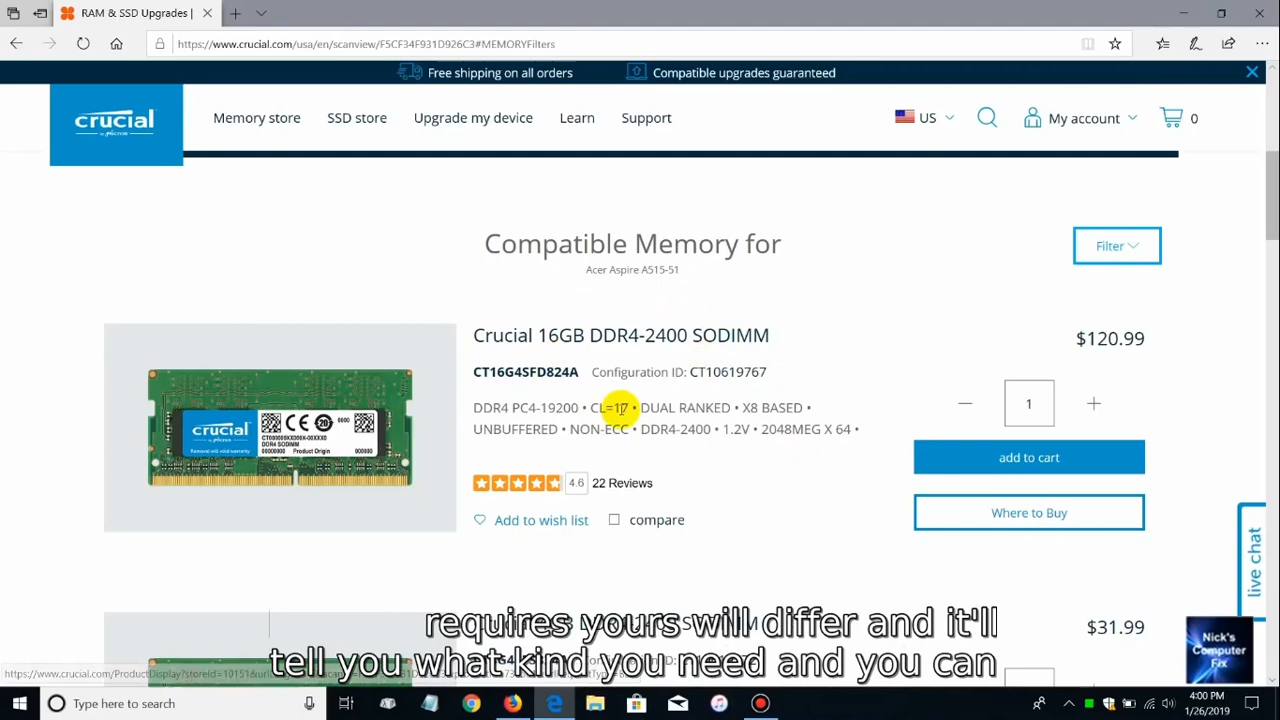 RAM & SSD Upgrades |
https://www.crucial.com/usa/en/scanview/F5CF34F931D926C3#MEMORYFilters
Free shipping on all orders
Compatible upgrades guaranteed
crucial
by Micron
Memory store
SSD store
Upgrade my device
Learn
Support
US
My account
0
Compatible Memory for
Filter
Acer Aspire A515-51
Crucial 16GB DDR4-2400 SODIMM
$120.99
CT16G4SFD824A Configuration ID: CT10619767
DDR4 PC4-19200 • CL=17 • DUAL RANKED • X8 BASED •
UNBUFFERED • NON-ECC • DDR4-2400 • 1.2V • 2048MEG X 64 •
1
add to cart
4.6 22 Reviews
Where to Buy
Add to wish list
compare
live chat
requires yours will differ and it'll
$31.99
tell you what kind you need and you can
Nick's
Computer
Fix
Type here to search
4:00 PM
1/26/2019